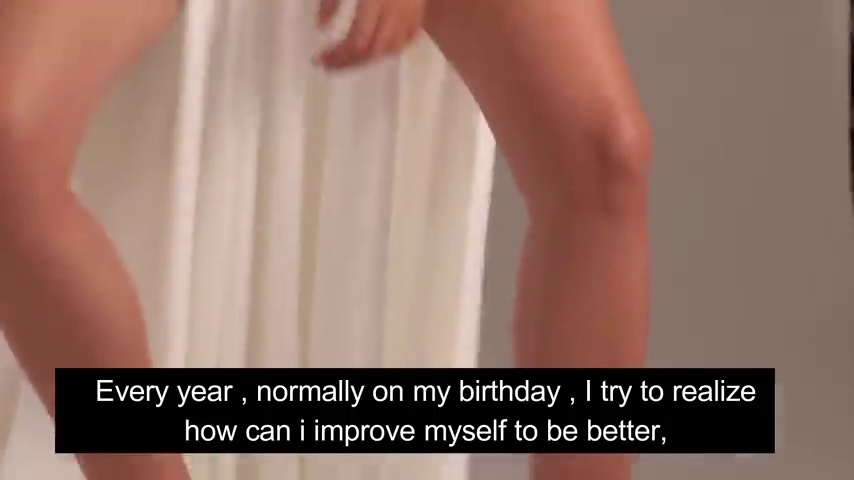 Every year , normally on my birthday , I try to realize
how can i improve myself to be better,